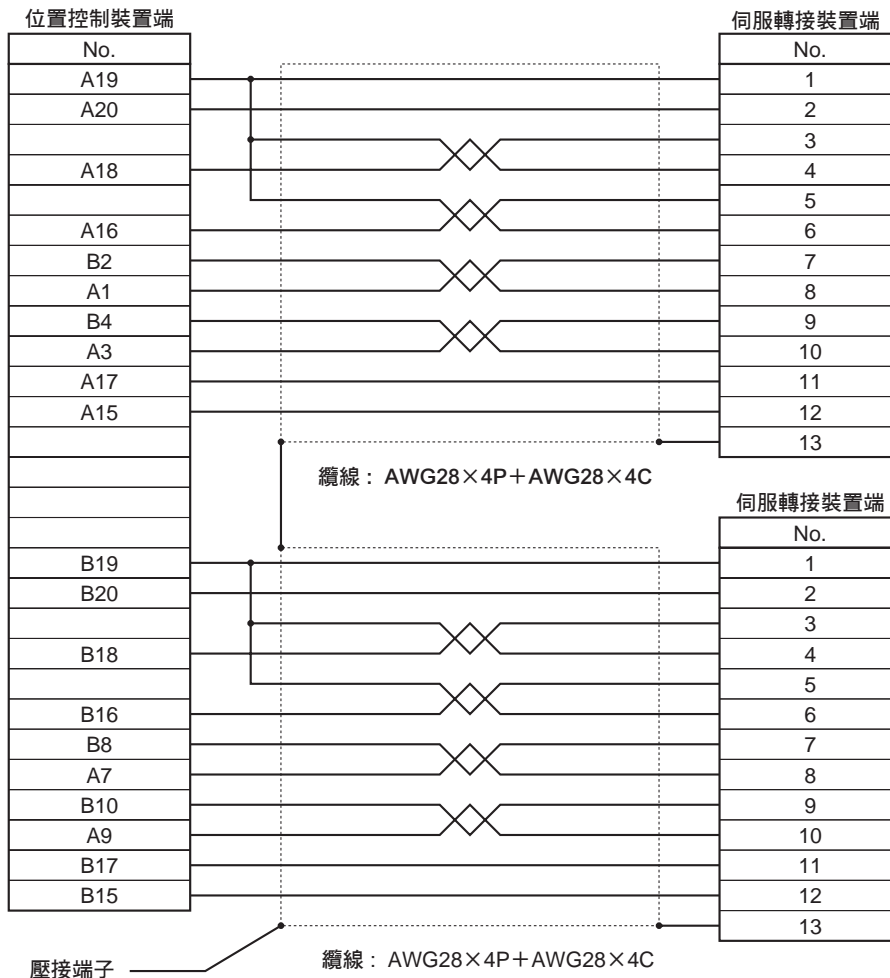 位置控制裝置端
No.
A19
A20
A18
A16
B2
A1
B4
A3
A17
A15
B19
B20
B18
B16
B8
A7
B10
A9
B17
B15
伺服轉接裝置端
No.
1
2
3
4
5
6
7
8
9
10
11
12
13
纜線： AWG28×4P＋AWG28×4C
伺服轉接裝置端
No.
1
2
3
4
5
6
7
8
9
10
11
12
13
纜線： AWG28×4P＋AWG28×4C
壓接端子